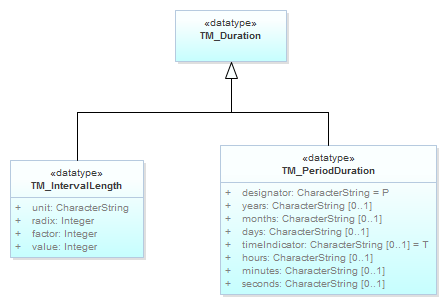 «datatype»
TM_Duration
«datatype»
TM_IntervalLength
+ unit: CharacterString
+ radix: Integer
+ factor: Integer
+ value: Integer
«datatype»
TM_PeriodDuration
+ designator: CharacterString = P
+ years: CharacterString [0..1]
+ months: CharacterString [0..1]
+ days: CharacterString [0..1]
+ timeIndicator: CharacterString [0..1] = T
+ hours: CharacterString [0..1]
+ minutes: CharacterString [0..1]
+ seconds: CharacterString [0..1]